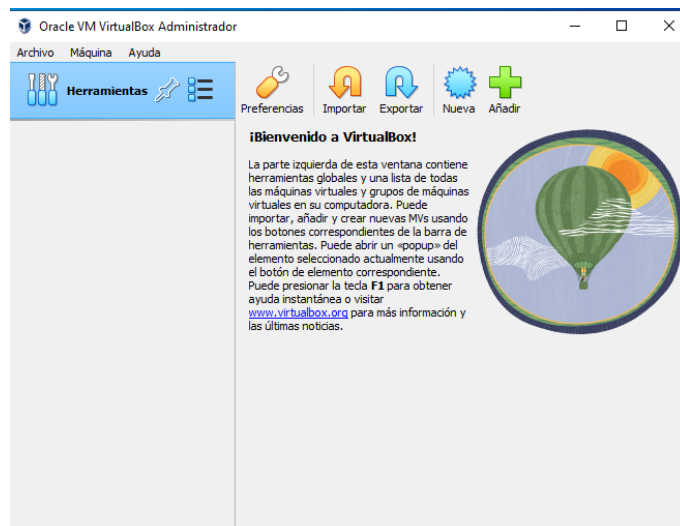 Oracle VM VirtualBox Administrador
Archivo Máquina Ayuda
Herramientas
Preferencias Importar Exportar Nueva Añadir
¡Bienvenido a VirtualBox!
La parte izquierda de esta ventana contiene
herramientas globales y una lista de todas
las máquinas virtuales y grupos de máquinas
virtuales en su computadora. Puede
importar, añadir y crear nuevas MVs usando
los botones correspondientes de la barra de
herramientas. Puede abrir un «popup» del
elemento seleccionado actualmente usando
el botón de elemento correspondiente.
Puede presionar la tecla F1 para obtener
ayuda instantánea o visitar
www.virtualbox.org para más información y
las últimas noticias.